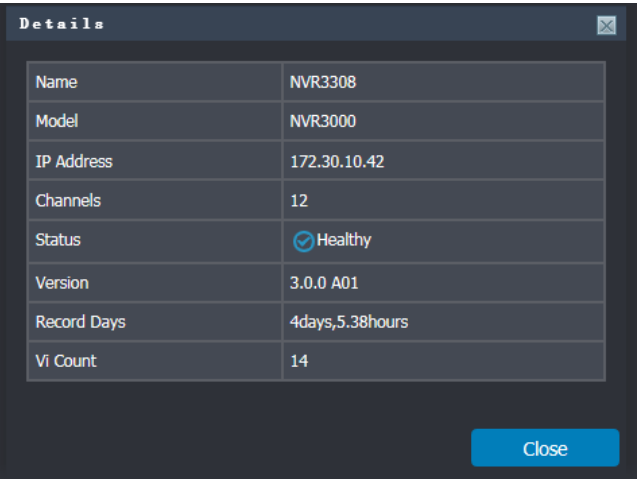 Details
Name NVR3308
Model NVR3000
IP Address 172.30.10.42
Channels 12
Status Healthy
Version 3.0.0 A01
Record Days 4days,5.38hours
Vi Count 14
Close